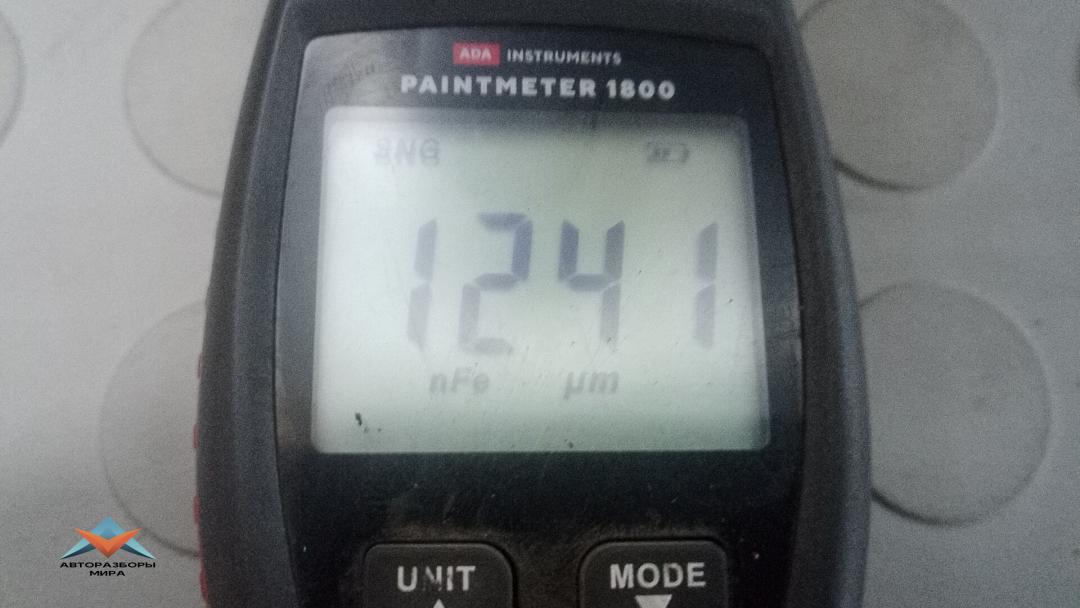 ADA INSTRUMENTS
PAINTMETER 1800
SNG
1241
nFe μm
UNIT MODE
АВТОРАЗБОРЫ
МИРА